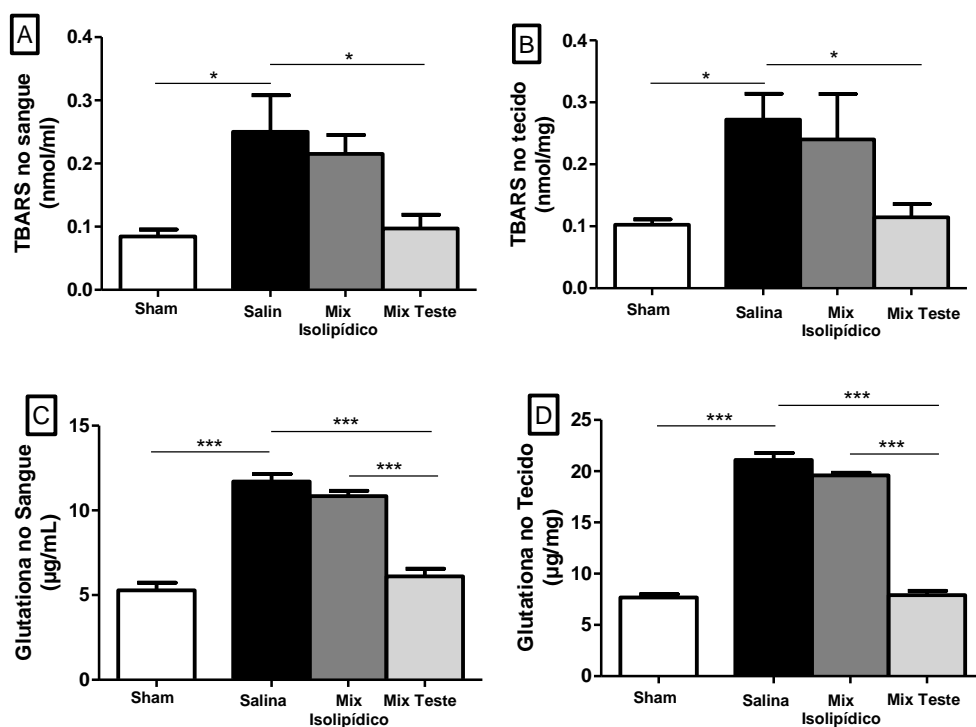 A
TBARS no sangue
(nmol/ml)
0.4
0.3
0.2
0.1
0.0
*
*
Sham
Salin
Mix
Isolipídico
Mix Teste
B
TBARS no tecido
(nmol/mg)
0.4
0.3
0.2
0.1
0.0
*
*
Sham
Salina
Mix
Isolipídico
Mix Teste
C
Glutationa no Sangue
(µg/mL)
15
10
5
0
***
***
***
Sham
Salina
Mix
Isolipídico
Mix Teste
D
Glutationa no Tecido
(µg/mg)
25
20
15
10
5
0
***
***
***
Sham
Salina
Mix
Isolipídico
Mix Teste